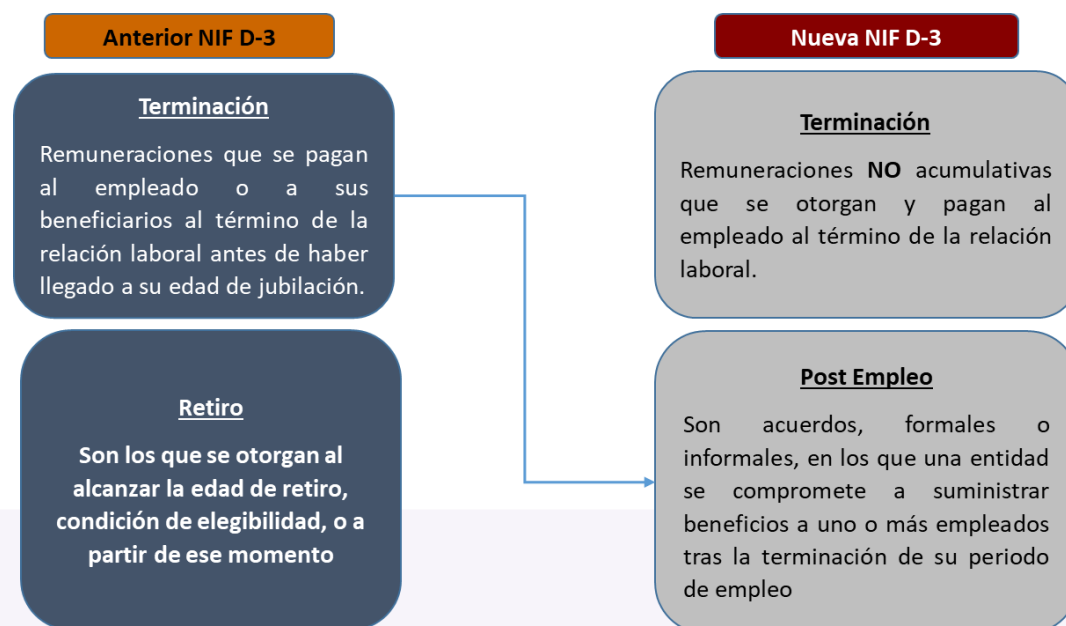 Anterior NIF D-3
Terminación
Remuneraciones que se pagan
al empleado o a sus
beneficiarios al término de la
relación laboral antes de haber
llegado a su edad de jubilación.
Retiro
Son los que se otorgan al
alcanzar la edad de retiro,
condición de elegibilidad, o a
partir de ese momento
Nueva NIF D-3
Terminación
Remuneraciones NO acumulativas
que se otorgan y pagan al
empleado al término de la relación
laboral.
Post Empleo
Son acuerdos, formales o
informales, en los que una entidad
se compromete a suministrar
beneficios a uno o más empleados
tras la terminación de su periodo
de empleo